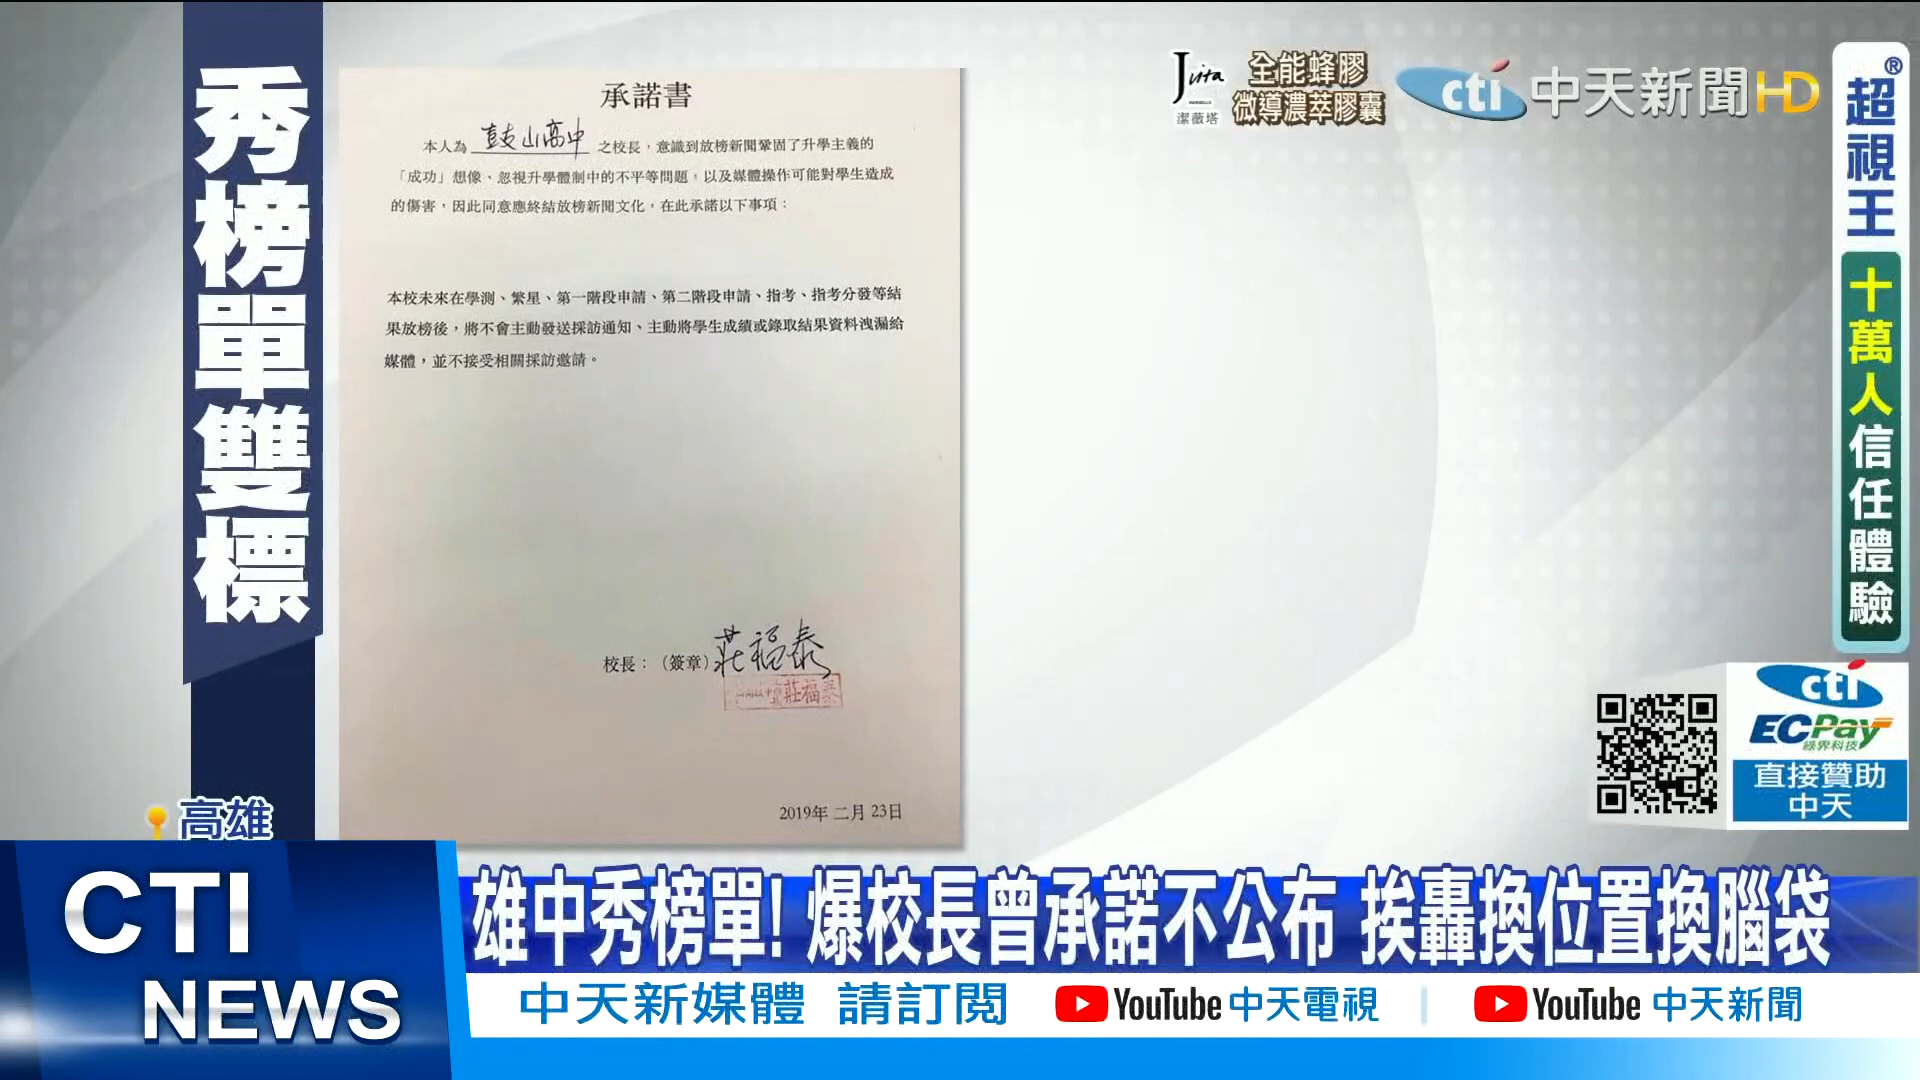 秀榜單雙標
承諾書
本人為 鼓山高中 之校長，意識到放榜新聞鞏固了升學主義的
「成功」想像、忽視升學體制中的不平等問題，以及媒體操作可能對學生造成
的傷害，因此同意應終結放榜新聞文化，在此承諾以下事項：
本校未來在學測、繁星、第一階段申請、第二階段申請、指考、指考分發等結
果放榜後，將不會主動發送採訪通知、主動將學生成績或錄取結果資料洩漏給
媒體，並不接受相關採訪邀請。
校長：（簽章）莊福泰
莊福泰
2019年 二月 23日
Jvita
潔薇塔
全能蜂膠
微導濃萃膠囊
cti 中天新聞HD
超視王®
十萬人信任體驗
cti
ECPay
綠界科技
直接贊助
中天
高雄
CTI
NEWS
雄中秀榜單! 爆校長曾承諾不公布 挨轟換位置換腦袋
中天新媒體 請訂閱 YouTube 中天電視 | YouTube 中天新聞